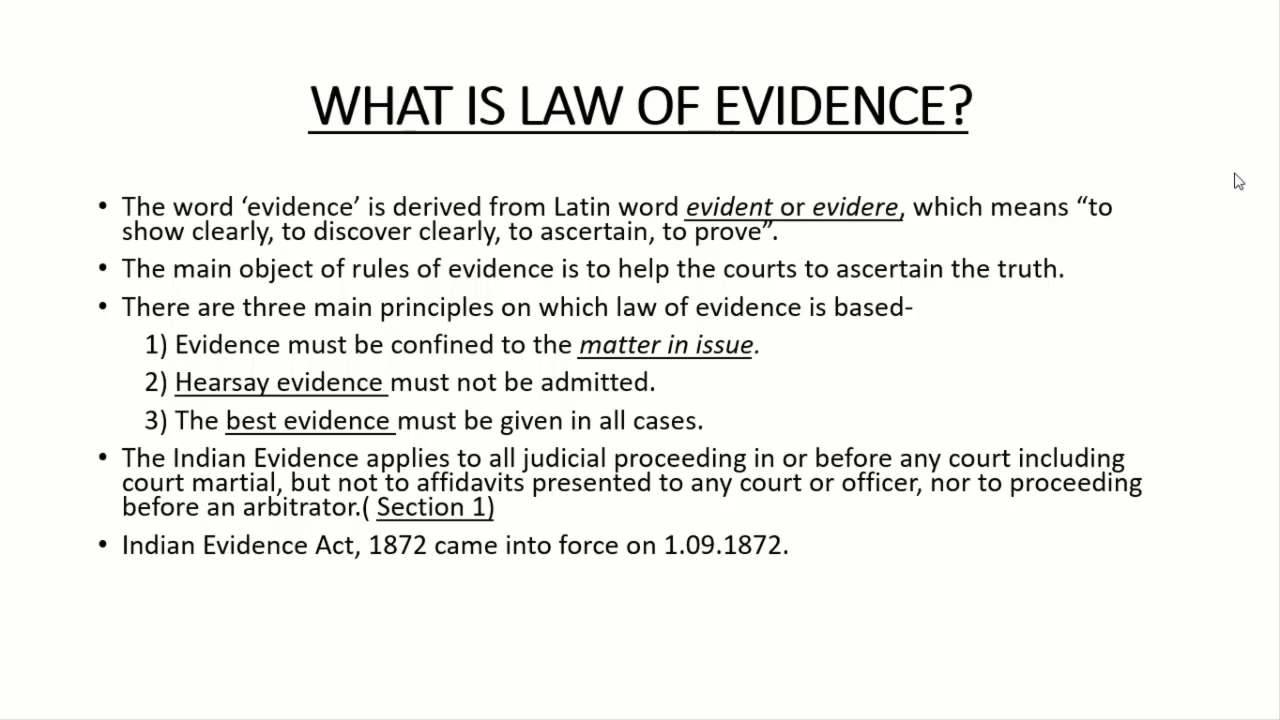 WHAT IS LAW OF EVIDENCE?
• The word ‘evidence’ is derived from Latin word evident or evidere, which means “to
show clearly, to discover clearly, to ascertain, to prove”.
• The main object of rules of evidence is to help the courts to ascertain the truth.
• There are three main principles on which law of evidence is based-
1) Evidence must be confined to the matter in issue.
2) Hearsay evidence must not be admitted.
3) The best evidence must be given in all cases.
• The Indian Evidence applies to all judicial proceeding in or before any court including
court martial, but not to affidavits presented to any court or officer, nor to proceeding
before an arbitrator.( Section 1)
• Indian Evidence Act, 1872 came into force on 1.09.1872.